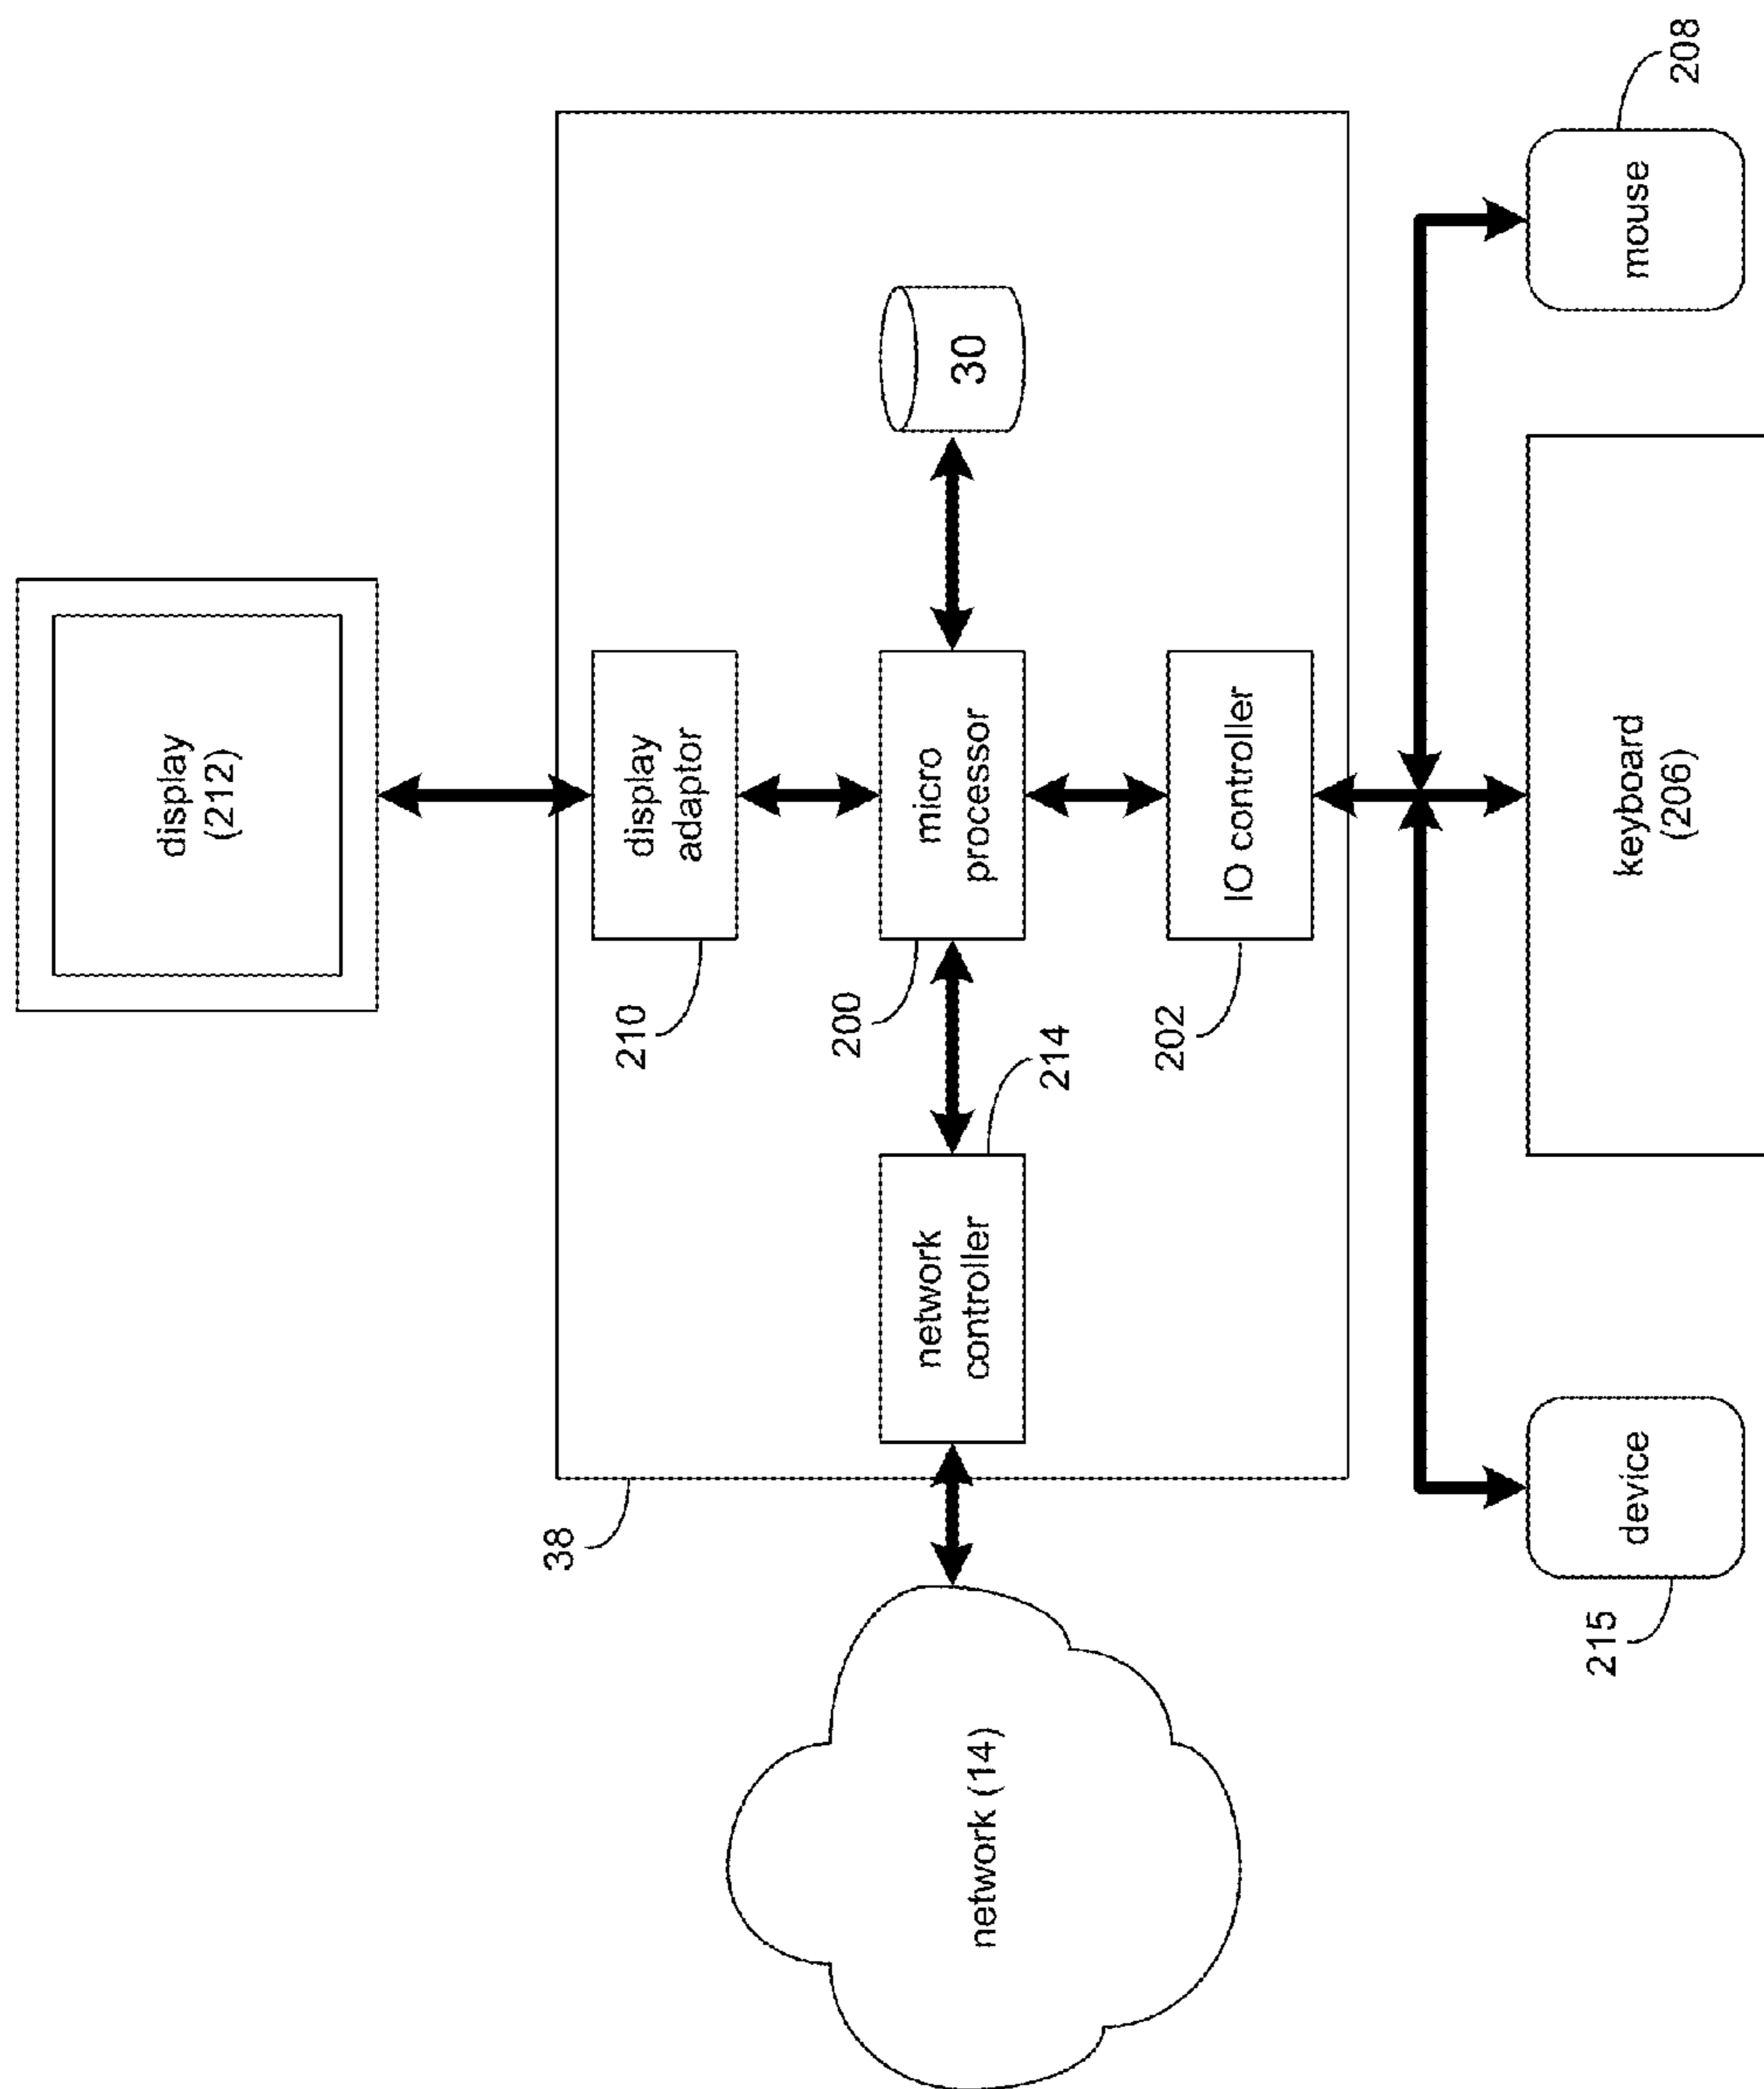 display
(212)
38
210
display
adaptor
200
network (14)
network
controller
micro
processor
30
214
202
IO controller
215
device
keyboard
(206)
mouse
208